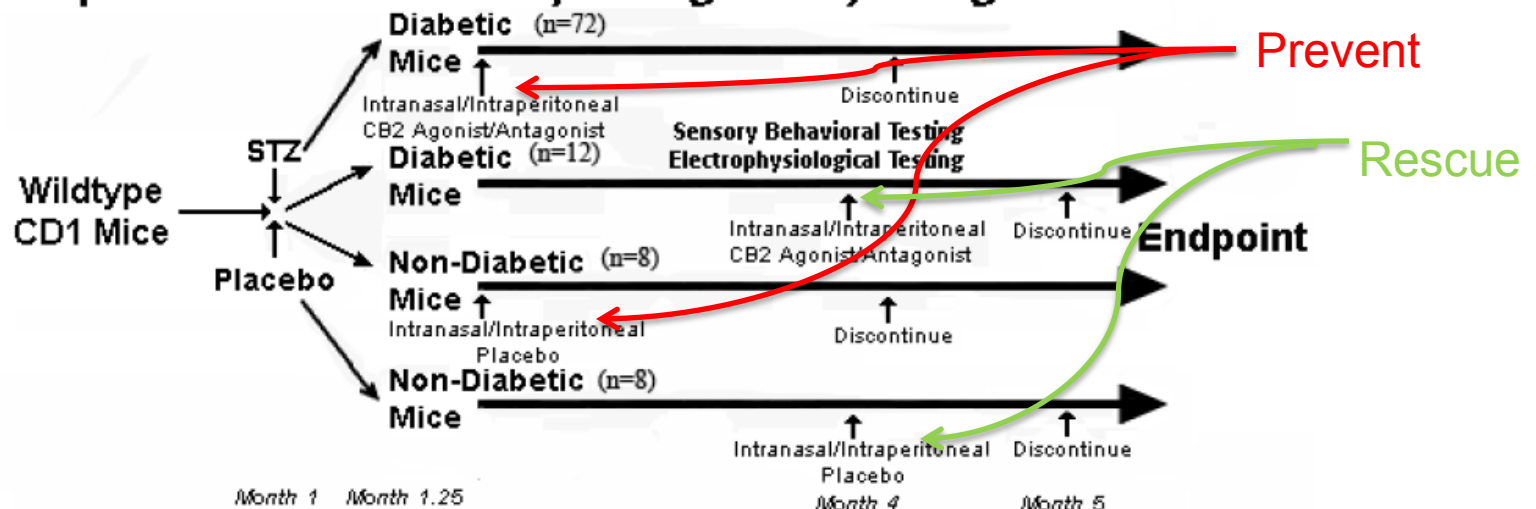 Diabetic (n=72)
Mice
Prevent
Intranasal/Intraperitoneal
CB2 Agonist/Antagonist
Discontinue
Sensory Behavioral Testing
Electrophysiological Testing
STZ
Diabetic (n=12)
Mice
Rescue
Wildtype
CD1 Mice
Intranasal/Intraperitoneal
CB2 Agonist/Antagonist
Discontinue
Endpoint
Placebo
Non-Diabetic (n=8)
Mice
Intranasal/Intraperitoneal
Placebo
Discontinue
Non-Diabetic (n=8)
Mice
Intranasal/Intraperitoneal
Placebo
Discontinue
Month 1 Month 1.25 Month 4 Month 5